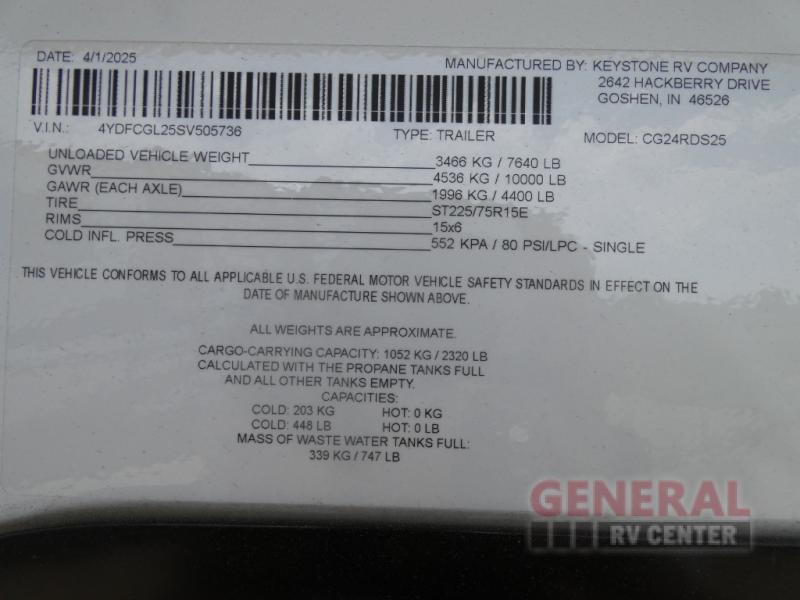 DATE: 4/1/2025
MANUFACTURED BY: KEYSTONE RV COMPANY
2642 HACKBERRY DRIVE
GOSHEN, IN 46526
V.I.N.: 4YDFCGL25SV505736 TYPE: TRAILER MODEL: CG24RDS25
UNLOADED VEHICLE WEIGHT 3466 KG / 7640 LB
GVWR 4536 KG / 10000 LB
GAWR (EACH AXLE) 1996 KG / 4400 LB
TIRE ST225/75R15E
RIMS 15x6
COLD INFL. PRESS 552 KPA / 80 PSI/LPC - SINGLE
THIS VEHICLE CONFORMS TO ALL APPLICABLE U.S. FEDERAL MOTOR VEHICLE SAFETY STANDARDS IN EFFECT ON THE
DATE OF MANUFACTURE SHOWN ABOVE.
ALL WEIGHTS ARE APPROXIMATE.
CARGO-CARRYING CAPACITY: 1052 KG / 2320 LB
CALCULATED WITH THE PROPANE TANKS FULL
AND ALL OTHER TANKS EMPTY.
CAPACITIES:
COLD: 203 KG HOT: 0 KG
COLD: 448 LB HOT: 0 LB
MASS OF WASTE WATER TANKS FULL:
339 KG / 747 LB
GENERAL
RV CENTER